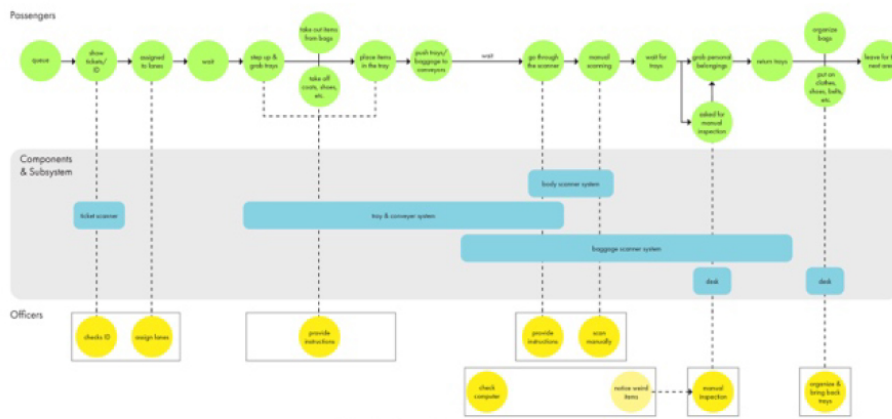 Passengers
queue
show
tickets/
ID
assigned
to lanes
wait
step up &
grab trays
take out items
from bags
take off
coats, shoes,
etc.
place items
in the tray
push trays/
baggage to
conveyors
wait
go through
the scanner
manual
scanning
wait for
trays
grab personal
belongings
asked for
manual
inspection
return trays
organize
bags
put on
clothes,
shoes, belts,
etc.
leave for t
next are
Components
& Subsystem
body scanner system
ticket scanner
tray & conveyer system
baggage scanner system
desk
desk
Officers
checks ID
assign lanes
provide
instructions
provide
instructions
scan
manually
check
computer
notice weird
items
manual
inspection
organize &
bring back
trays